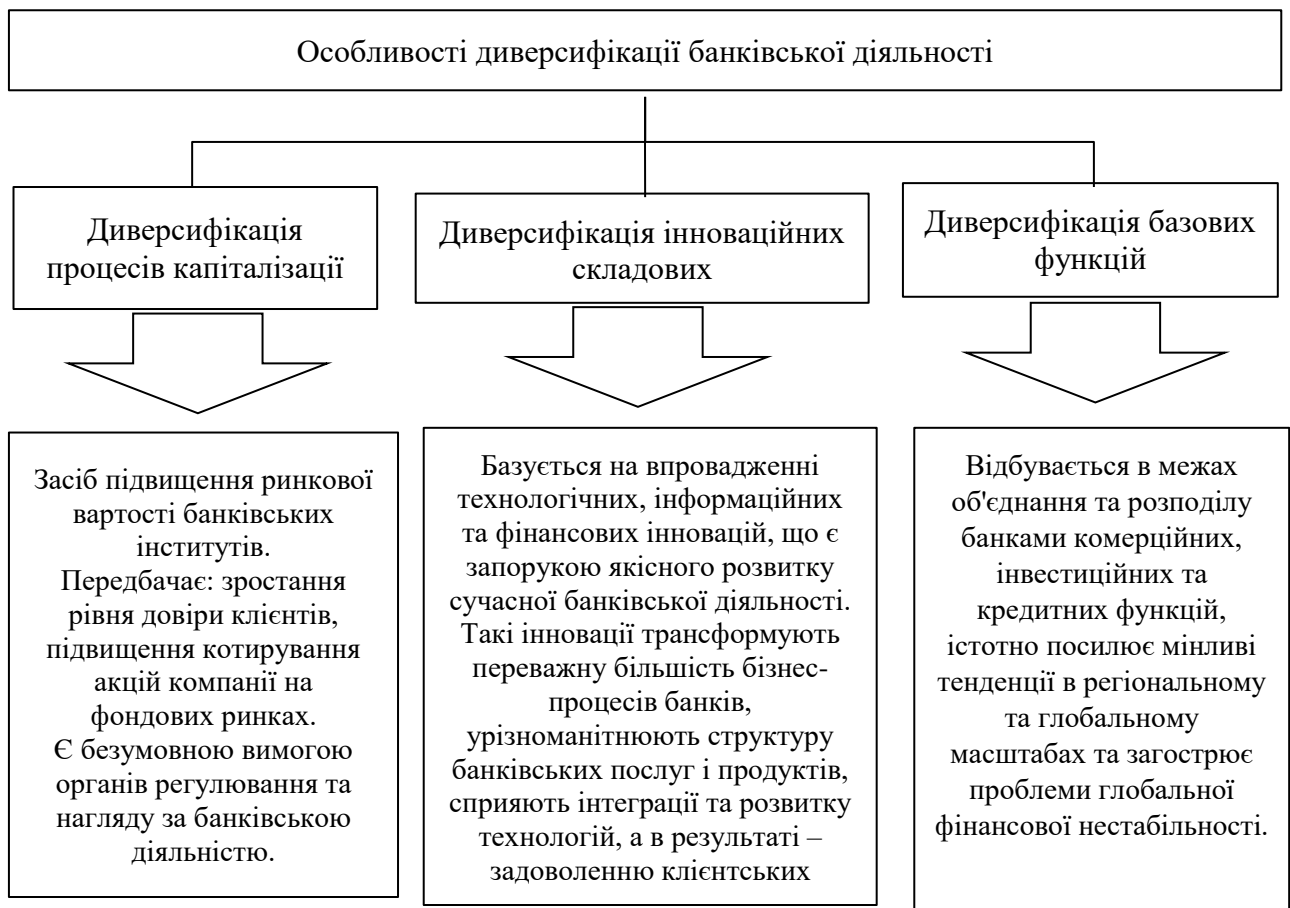 Особливості диверсифікації банківської діяльності
Диверсифікація
процесів капіталізації
Диверсифікація інноваційних
складових
Диверсифікація базових
функцій
Засіб підвищення ринкової
вартості банківських
інститутів.
Передбачає: зростання
рівня довіри клієнтів,
підвищення котирування
акцій компанії на
фондових ринках.
Є безумовною вимогою
органів регулювання та
нагляду за банківською
діяльністю.
Базується на впровадженні
технологічних, інформаційних
та фінансових інновацій, що є
запорукою якісного розвитку
сучасної банківської діяльності.
Такі інновації трансформують
переважну більшість бізнес-
процесів банків,
урізноманітнюють структуру
банківських послуг і продуктів,
сприяють інтеграції та розвитку
технологій, а в результаті –
задоволенню клієнтських
Відбувається в межах
об'єднання та розподілу
банками комерційних,
інвестиційних та
кредитних функцій,
істотно посилює мінливі
тенденції в регіональному
та глобальному
масштабах та загострює
проблеми глобальної
фінансової нестабільності.